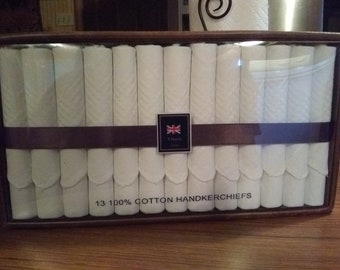 13 100% COTTON HANDKERCHIEFS